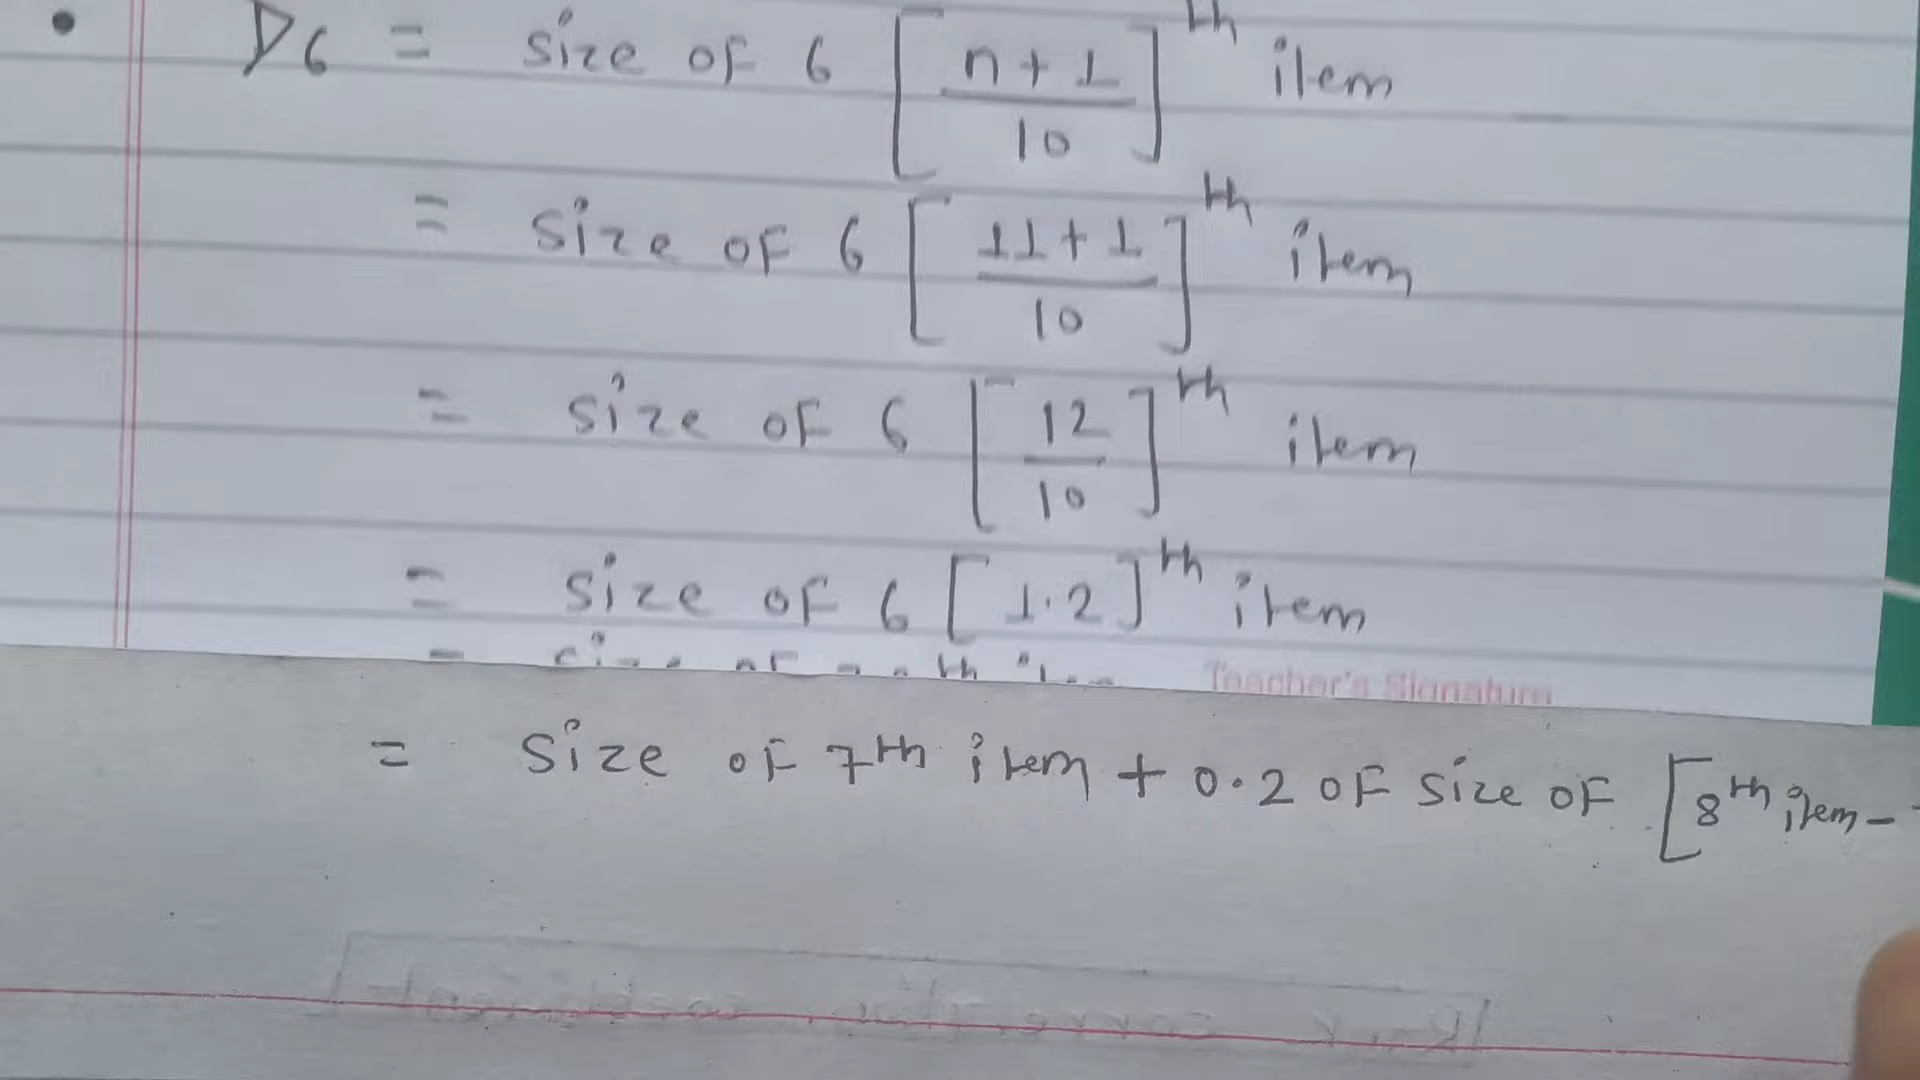 • D6 = size of 6 [n+1/10]th item
= size of 6 [11+1/10]th item
= size of 6 [12/10]th item
= size of 6 [1.2]th item
Teacher's Signature
= size of 7th item + 0.2 of size of [8th item -